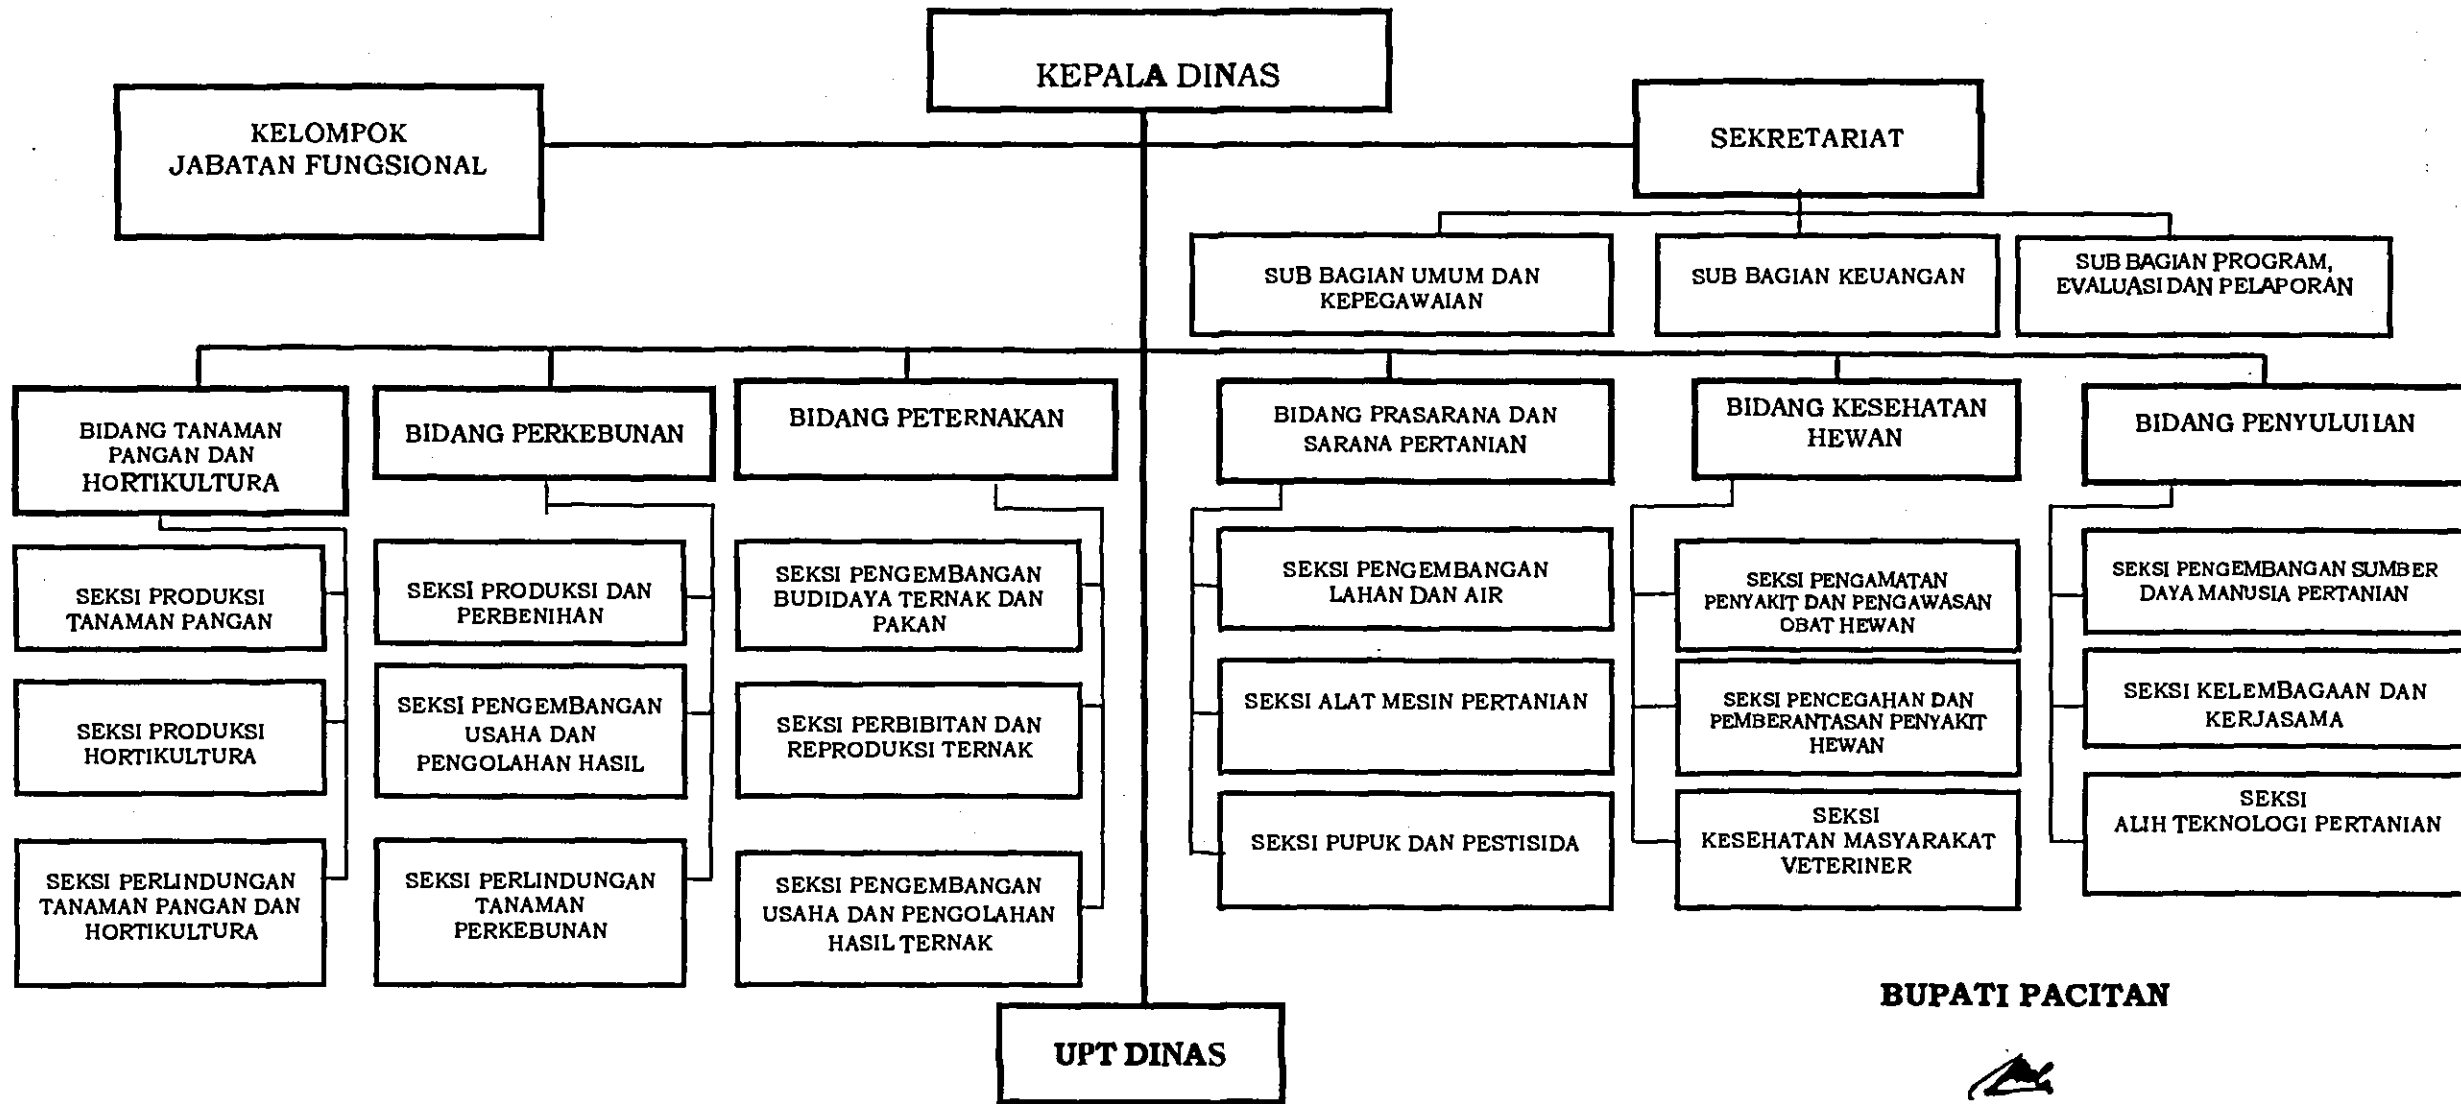 KEPALA DINAS
KELOMPOK
JABATAN FUNGSIONAL
SEKRETARIAT
SUB BAGIAN UMUM DAN
KEPEGAWAIAN
SUB BAGIAN KEUANGAN
SUB BAGIAN PROGRAM,
EVALUASI DAN PELAPORAN
BIDANG TANAMAN
PANGAN DAN
HORTIKULTURA
BIDANG PERKEBUNAN
BIDANG PETERNAKAN
BIDANG PRASARANA DAN
SARANA PERTANIAN
BIDANG KESEHATAN
HEWAN
BIDANG PENYULUHAN
SEKSI PRODUKSI
TANAMAN PANGAN
SEKSI PRODUKSI
HORTIKULTURA
SEKSI PERLINDUNGAN
TANAMAN PANGAN DAN
HORTIKULTURA
SEKSI PRODUKSI DAN
PERBENIHAN
SEKSI PENGEMBANGAN
USAHA DAN
PENGOLAHAN HASIL
SEKSI PERLINDUNGAN
TANAMAN
PERKEBUNAN
SEKSI PENGEMBANGAN
BUDIDAYA TERNAK DAN
PAKAN
SEKSI PERBIBITAN DAN
REPRODUKSI TERNAK
SEKSI PENGEMBANGAN
USAHA DAN PENGOLAHAN
HASIL TERNAK
SEKSI PENGEMBANGAN
LAHAN DAN AIR
SEKSI ALAT MESIN PERTANIAN
SEKSI PUPUK DAN PESTISIDA
SEKSI PENGAMATAN
PENYAKIT DAN PENGAWASAN
OBAT HEWAN
SEKSI PENCEGAHAN DAN
PEMBERANTASAN PENYAKIT
HEWAN
SEKSI
KESEHATAN MASYARAKAT
VETERINER
SEKSI PENGEMBANGAN SUMBER
DAYA MANUSIA PERTANIAN
SEKSI KELEMBAGAAN DAN
KERJASAMA
SEKSI
ALIH TEKNOLOGI PERTANIAN
UPT DINAS
BUPATI PACITAN